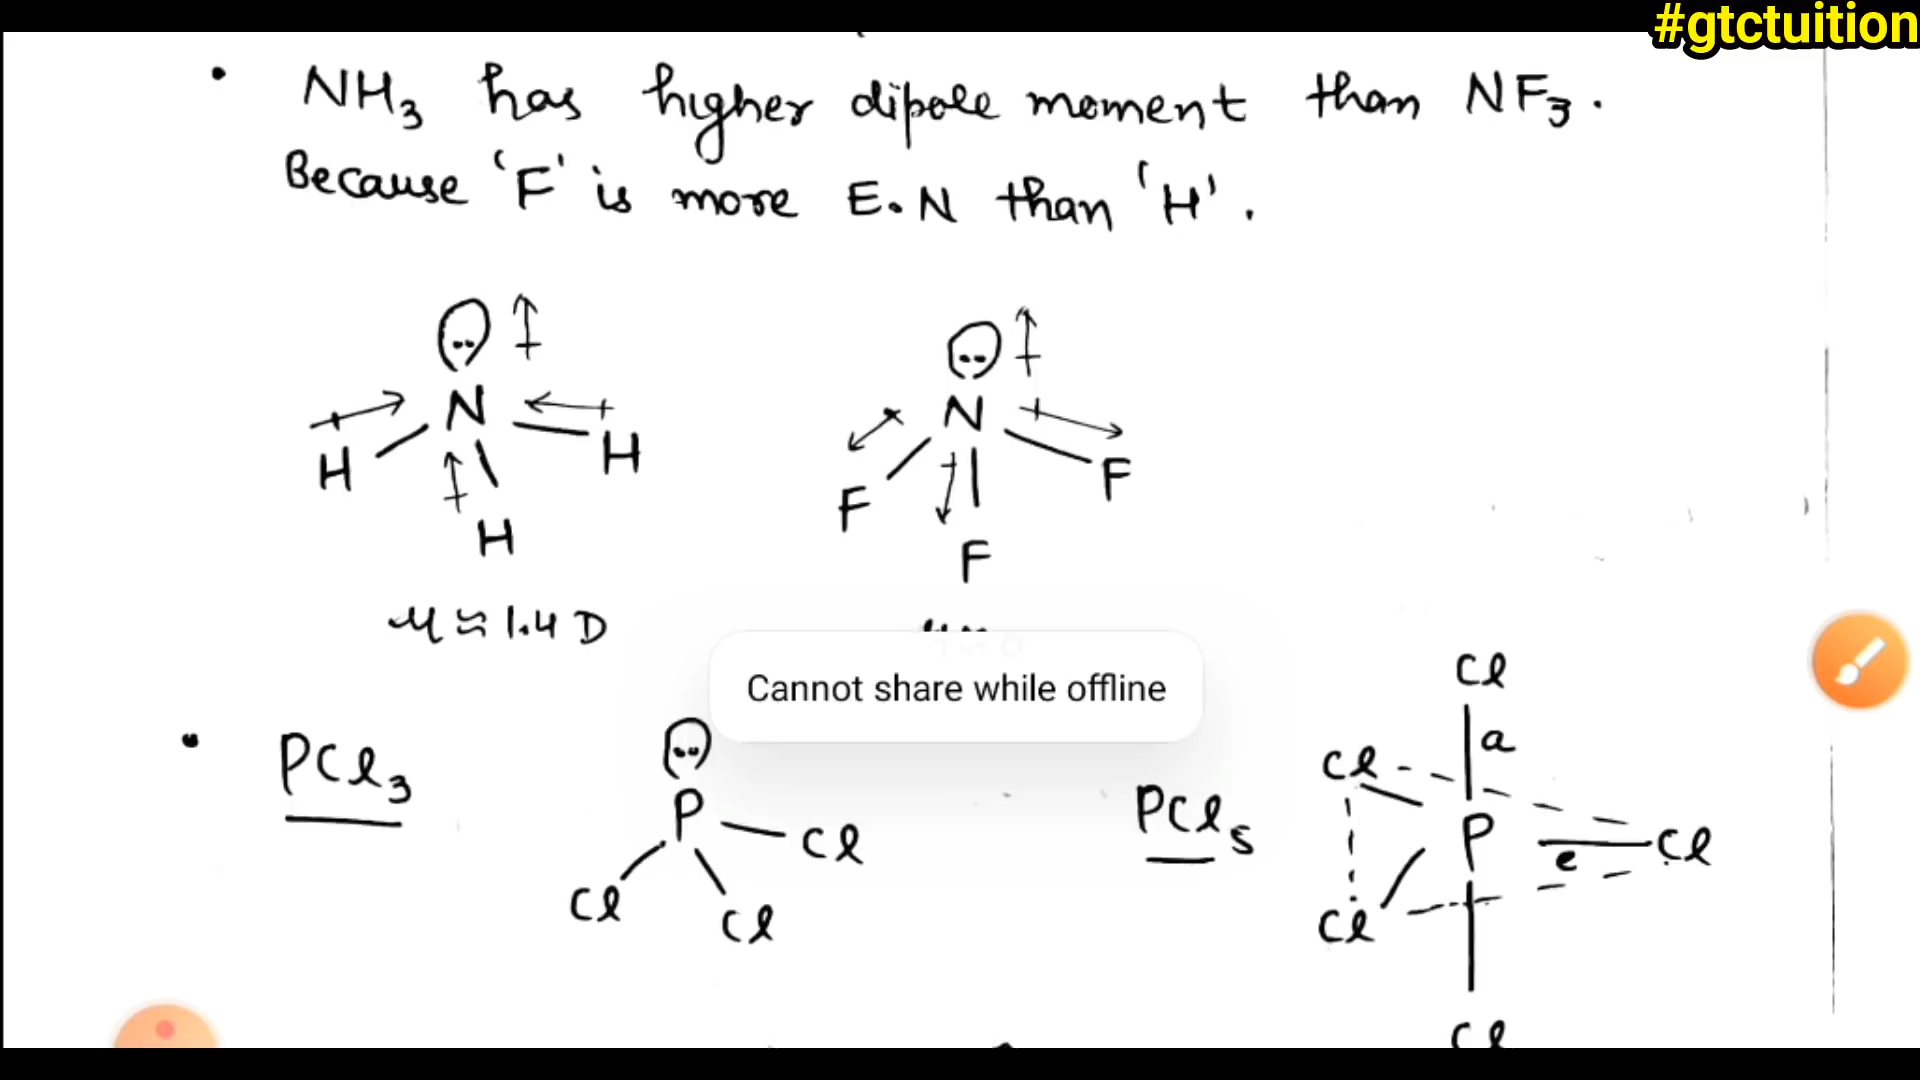 #gtctuition
• NH₃ has higher dipole moment than NF₃.
Because 'F' is more E.N than 'H'.
N H H H
N F F F
μ ≈ 1.4 D
Cannot share while offline
• PCl₃
P Cl Cl Cl
PCl₅
Cl a Cl P e Cl Cl Cl